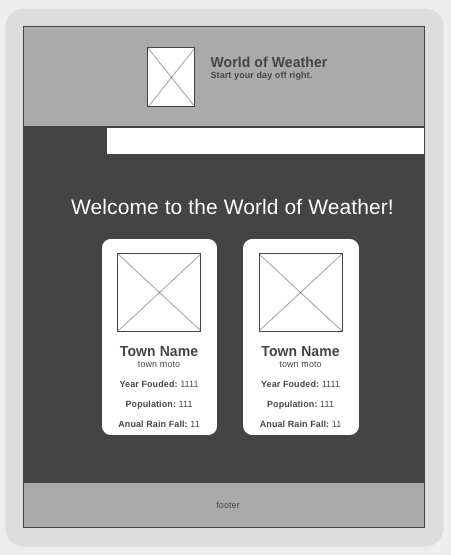 World of Weather
Start your day off right.
Welcome to the World of Weather!
Town Name
town moto
Year Fouded: 1111
Population: 111
Anual Rain Fall: 11
Town Name
town moto
Year Fouded: 1111
Population: 111
Anual Rain Fall: 11
footer